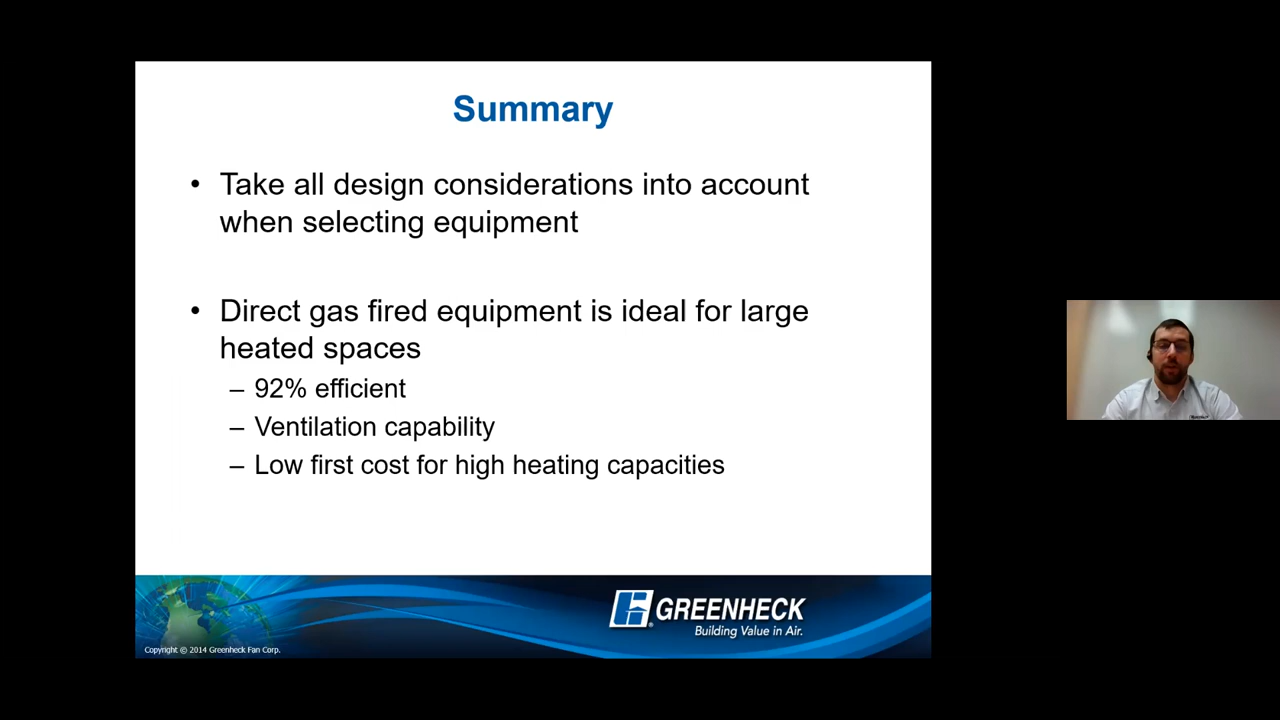 Summary
• Take all design considerations into account
when selecting equipment
• Direct gas fired equipment is ideal for large
heated spaces
– 92% efficient
– Ventilation capability
– Low first cost for high heating capacities
GREENHECK
Building Value in Air.
Copyright © 2014 Greenheck Fan Corp.